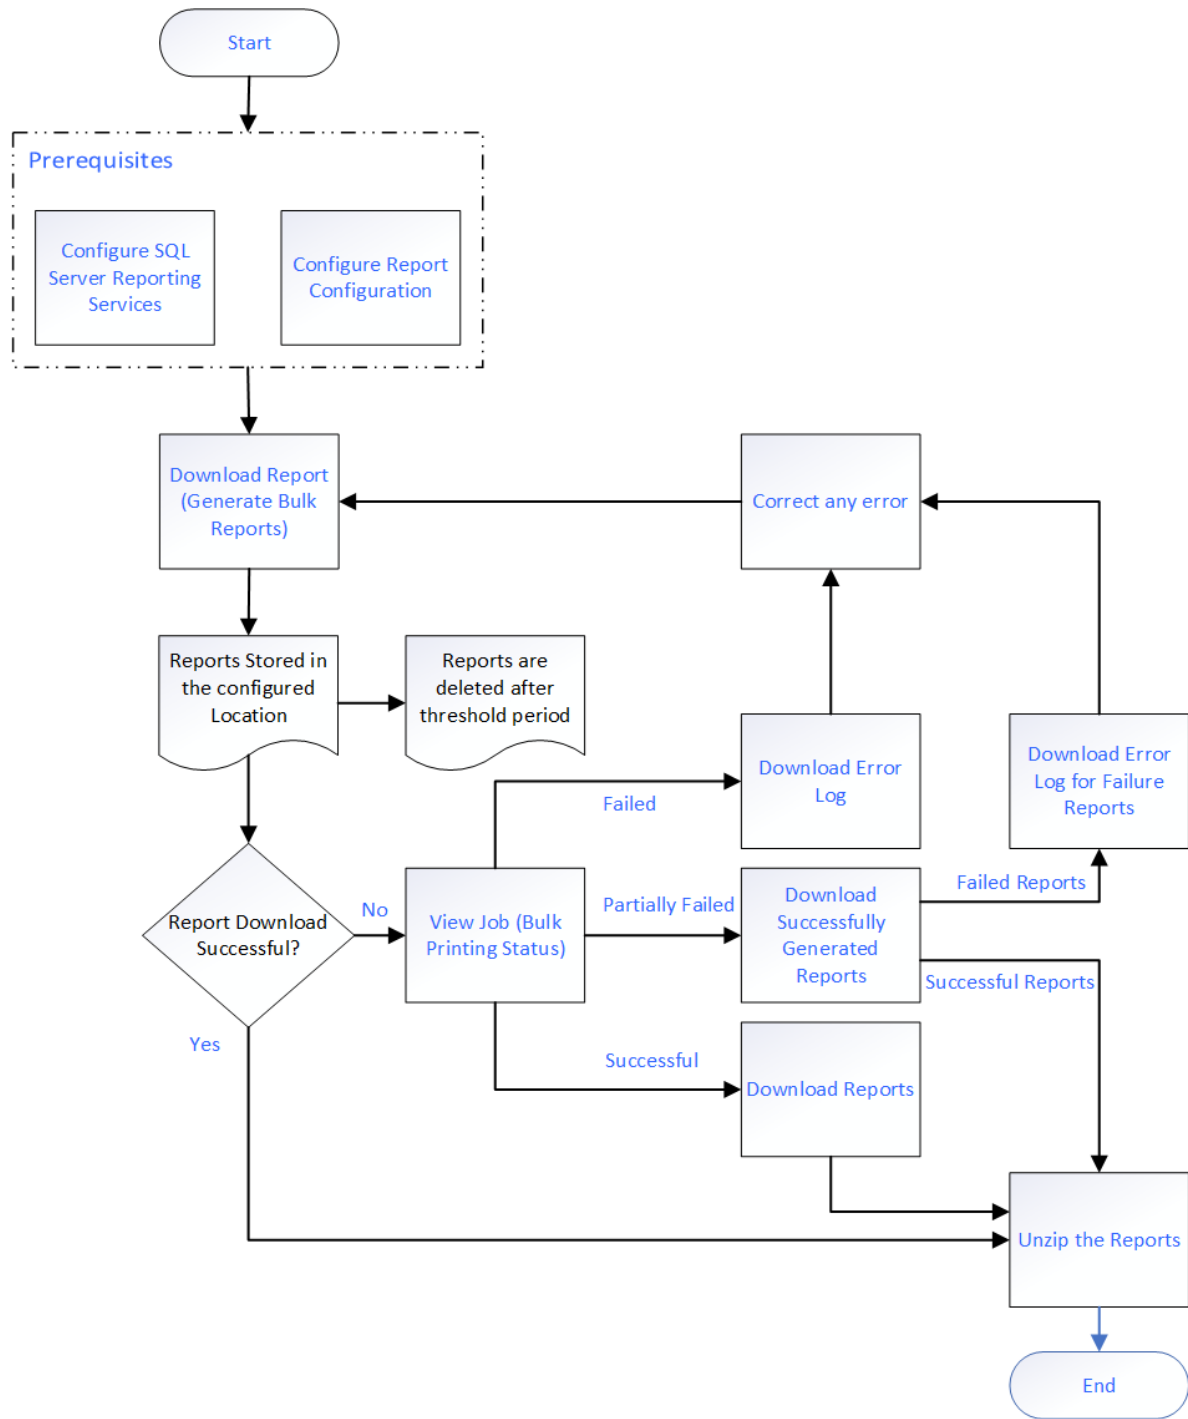 Start
Prerequisites
Configure SQL
Server Reporting
Services
Configure Report
Configuration
Download Report
(Generate Bulk
Reports)
Correct any error
Reports Stored in
the configured
Location
Reports are
deleted after
threshold period
Failed
Download Error
Log
Download Error
Log for Failure
Reports
Report Download
Successful?
No
View Job (Bulk
Printing Status)
Partially Failed
Download
Successfully
Generated
Reports
Failed Reports
Successful Reports
Yes
Successful
Download Reports
Unzip the Reports
End